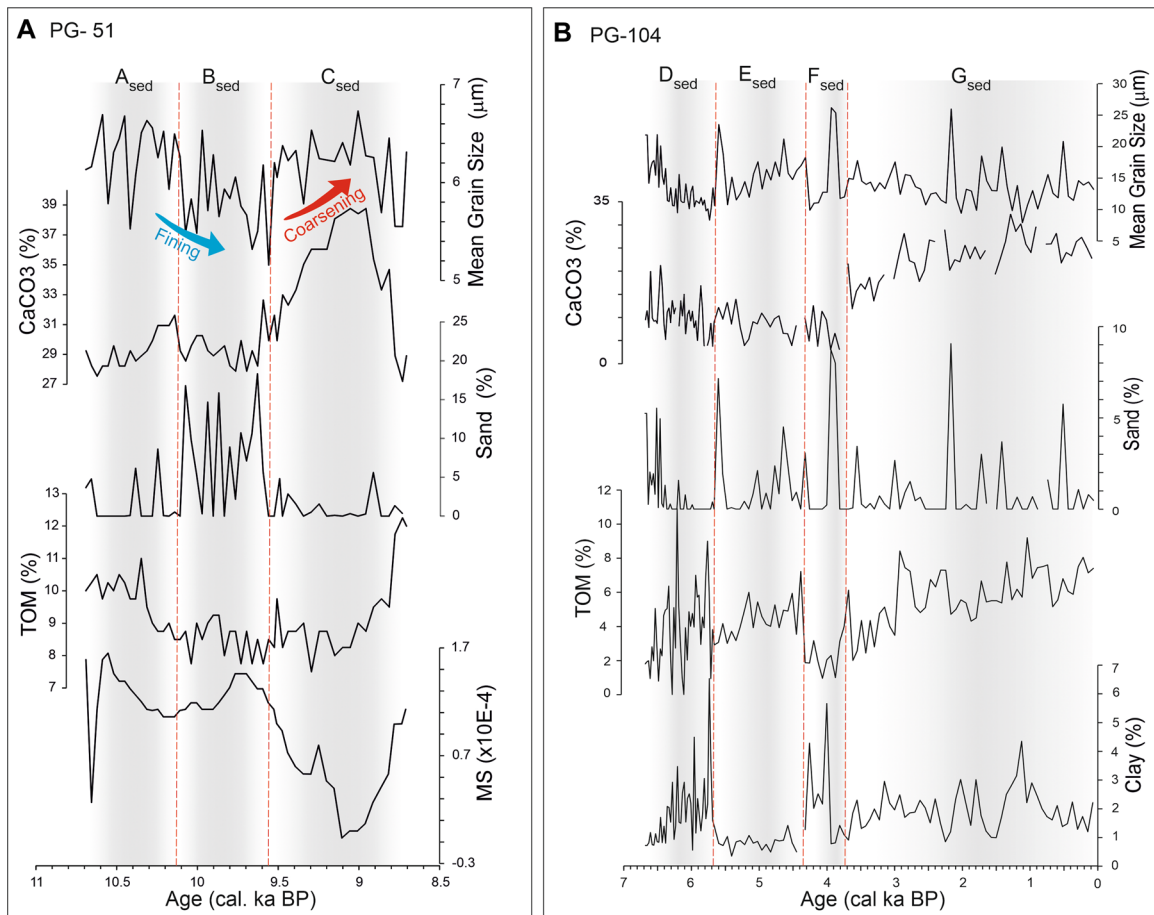 A PG- 51
Ased Bsed Csed
7
6
5
Mean Grain Size (µm)
39
37
35
33
31
29
27
CaCO3 (%)
Fining
Coarsening
25
20
15
10
5
0
Sand (%)
13
12
11
10
9
8
7
TOM (%)
1.7
0.7
-0.3
MS (x10E-4)
11 10.5 10 9.5 9 8.5
Age (cal. ka BP)
B PG-104
Dsed Esed Fsed Gsed
30
25
20
15
10
5
Mean Grain Size (µm)
35
0
CaCO3 (%)
10
5
0
Sand (%)
12
10
8
6
4
2
0
TOM (%)
7
6
5
4
3
2
1
0
Clay (%)
7 6 5 4 3 2 1 0
Age (cal ka BP)